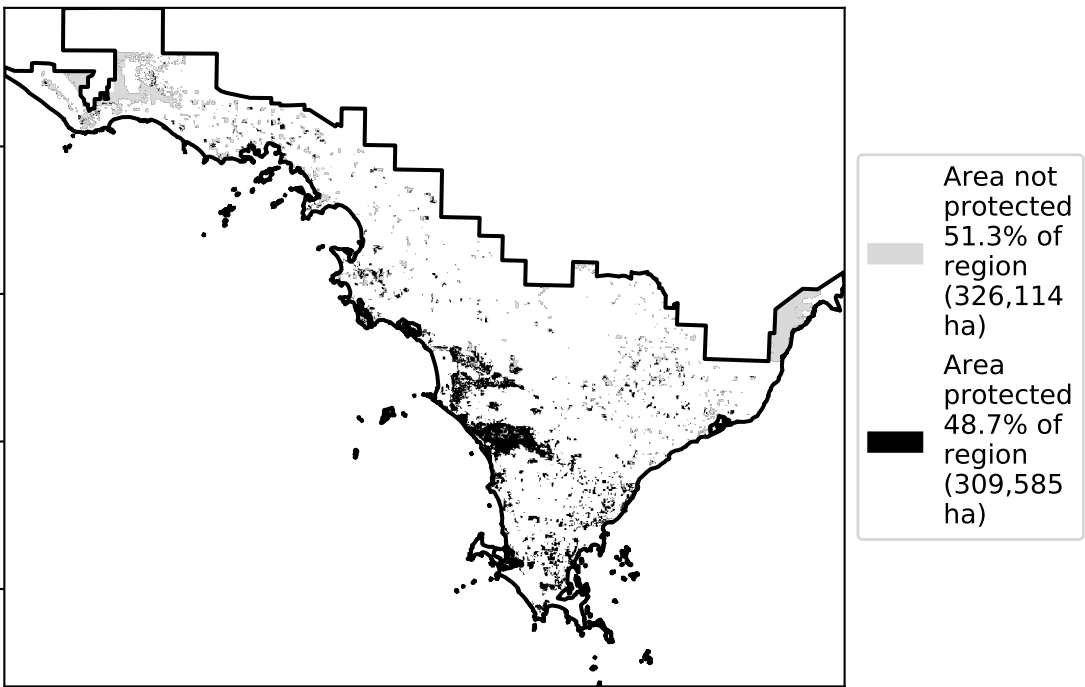 Area not
protected
51.3% of
region
(326,114
ha)
Area
protected
48.7% of
region
(309,585
ha)